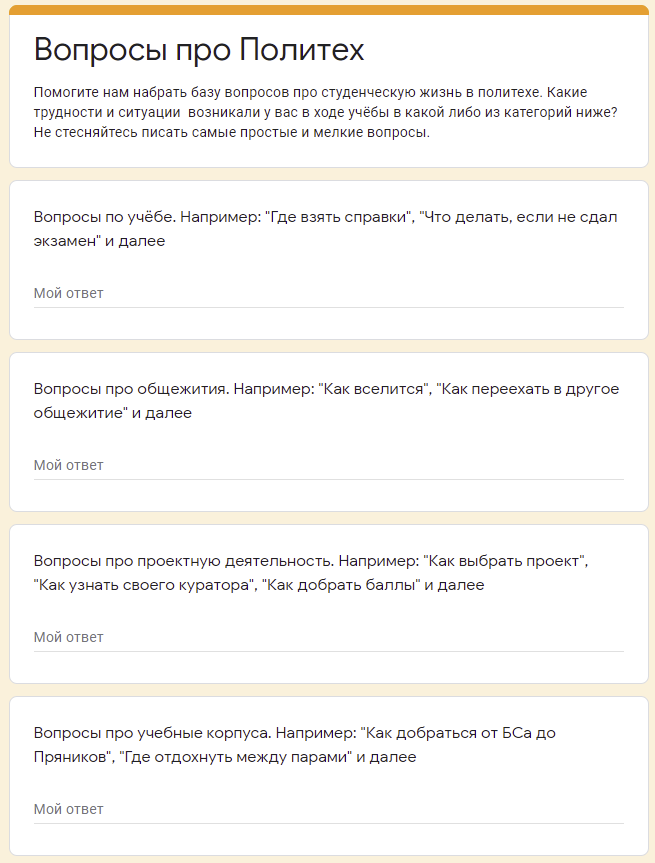 Вопросы про Политех
Помогите нам набрать базу вопросов про студенческую жизнь в политехе. Какие
трудности и ситуации  возникали у вас в ходе учёбы в какой либо из категорий ниже?
Не стесняйтесь писать самые простые и мелкие вопросы.
Вопросы по учёбе. Например: "Где взять справки", "Что делать, если не сдал
экзамен" и далее
Мой ответ
Вопросы про общежития. Например: "Как вселится", "Как переехать в другое
общежитие" и далее
Мой ответ
Вопросы про проектную деятельность. Например: "Как выбрать проект",
"Как узнать своего куратора", "Как добрать баллы" и далее
Мой ответ
Вопросы про учебные корпуса. Например: "Как добраться от БСа до
Пряников", "Где отдохнуть между парами" и далее
Мой ответ